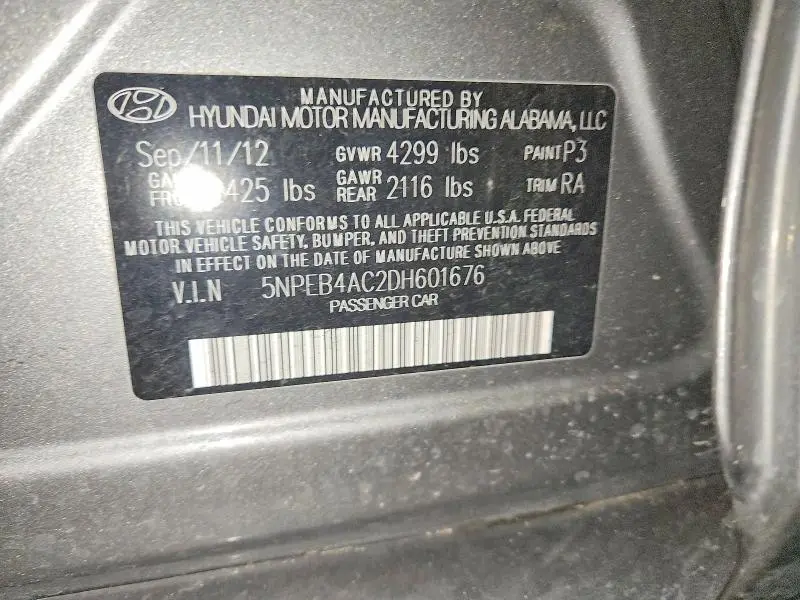 MANUFACTURED BY
HYUNDAI MOTOR MANUFACTURING ALABAMA, LLC
Sep/11/12 GVWR 4299 lbs PAINT P3
425 lbs GAWR REAR 2116 lbs TRIM RA
THIS VEHICLE CONFORMS TO ALL APPLICABLE U.S.A. FEDERAL
MOTOR VEHICLE SAFETY, BUMPER, AND THEFT PREVENTION STANDARDS
IN EFFECT ON THE DATE OF MANUFACTURE SHOWN ABOVE
V.I.N 5NPEB4AC2DH601676
PASSENGER CAR